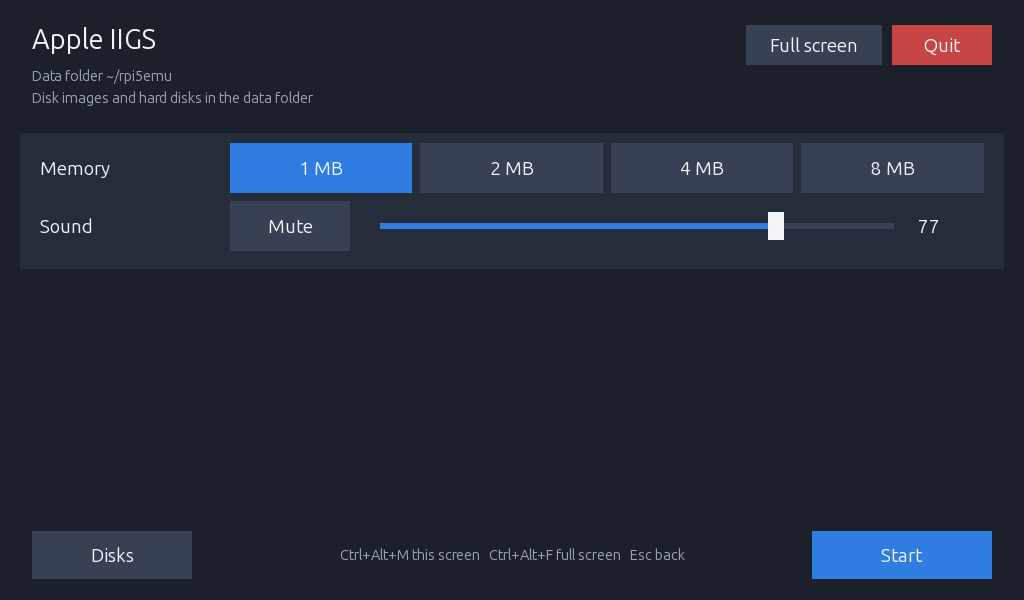 Apple IIGS
Full screen
Quit
Data folder ~/rpi5emu
Disk images and hard disks in the data folder
Memory
1 MB
2 MB
4 MB
8 MB
Sound
Mute
77
Disks
Ctrl+Alt+M this screen   Ctrl+Alt+F full screen   Esc back
Start